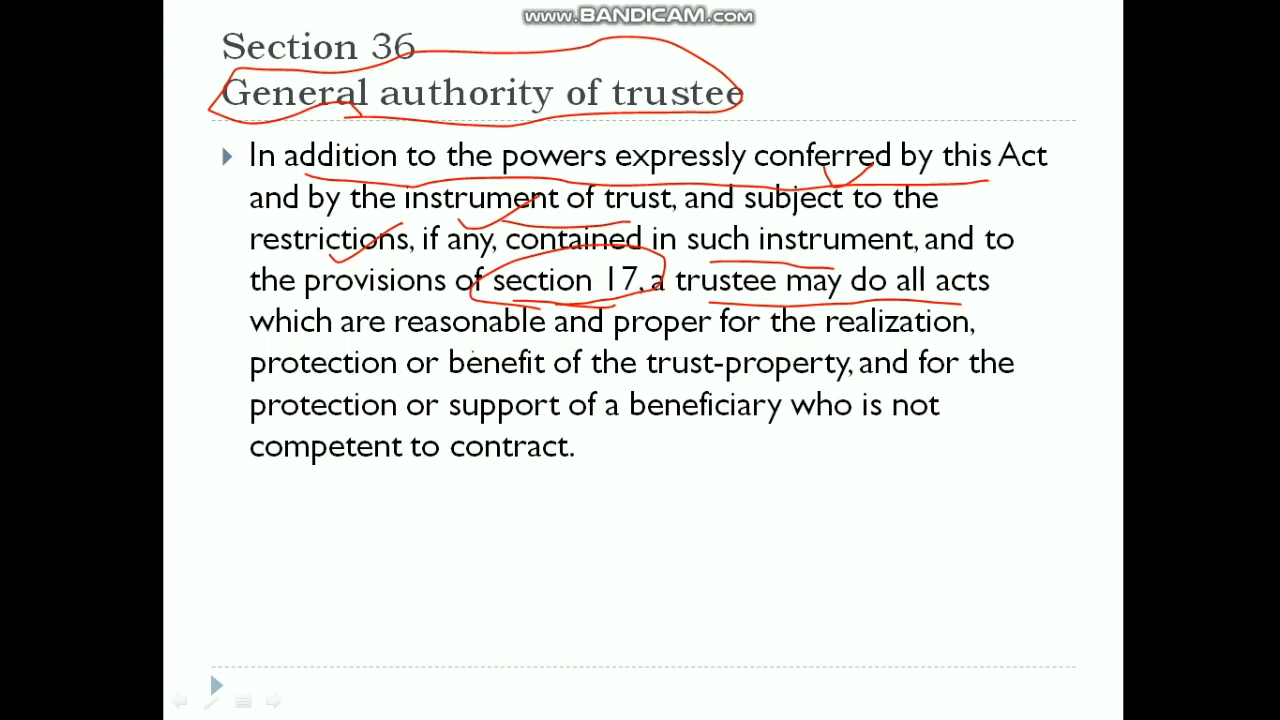 www.BANDICAM.com
Section 36
General authority of trustee
In addition to the powers expressly conferred by this Act
and by the instrument of trust, and subject to the
restrictions, if any, contained in such instrument, and to
the provisions of section 17, a trustee may do all acts
which are reasonable and proper for the realization,
protection or benefit of the trust-property, and for the
protection or support of a beneficiary who is not
competent to contract.